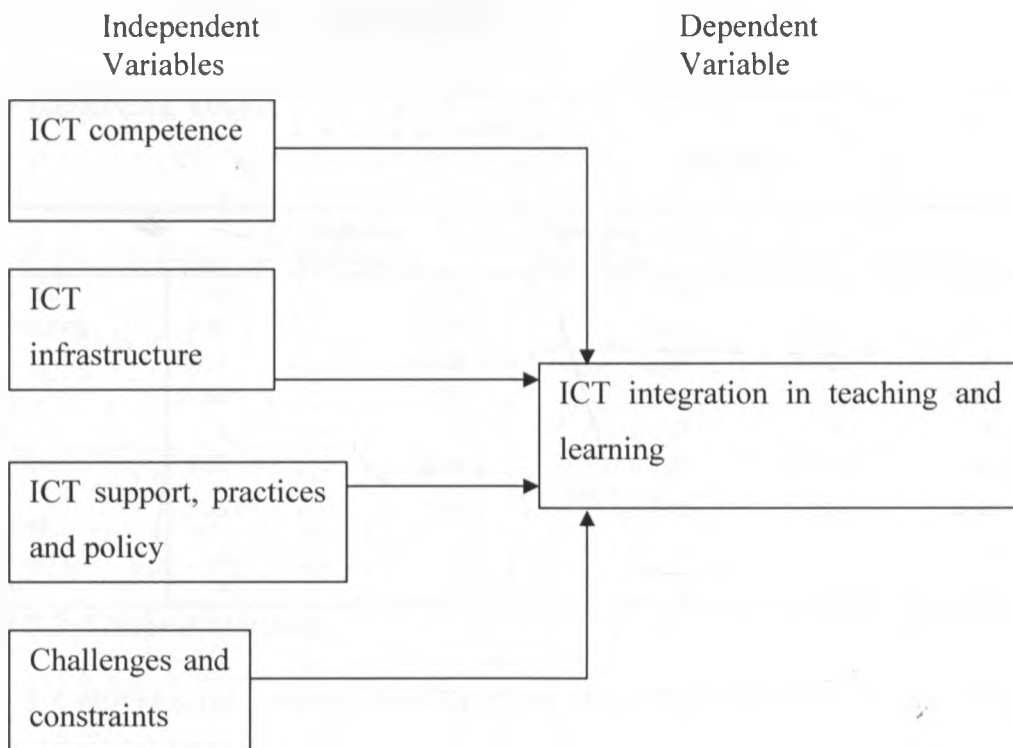 Independent
Variables
Dependent
Variable
ICT competence
ICT
infrastructure
ICT integration in teaching and
learning
ICT support, practices
and policy
Challenges and
constraints